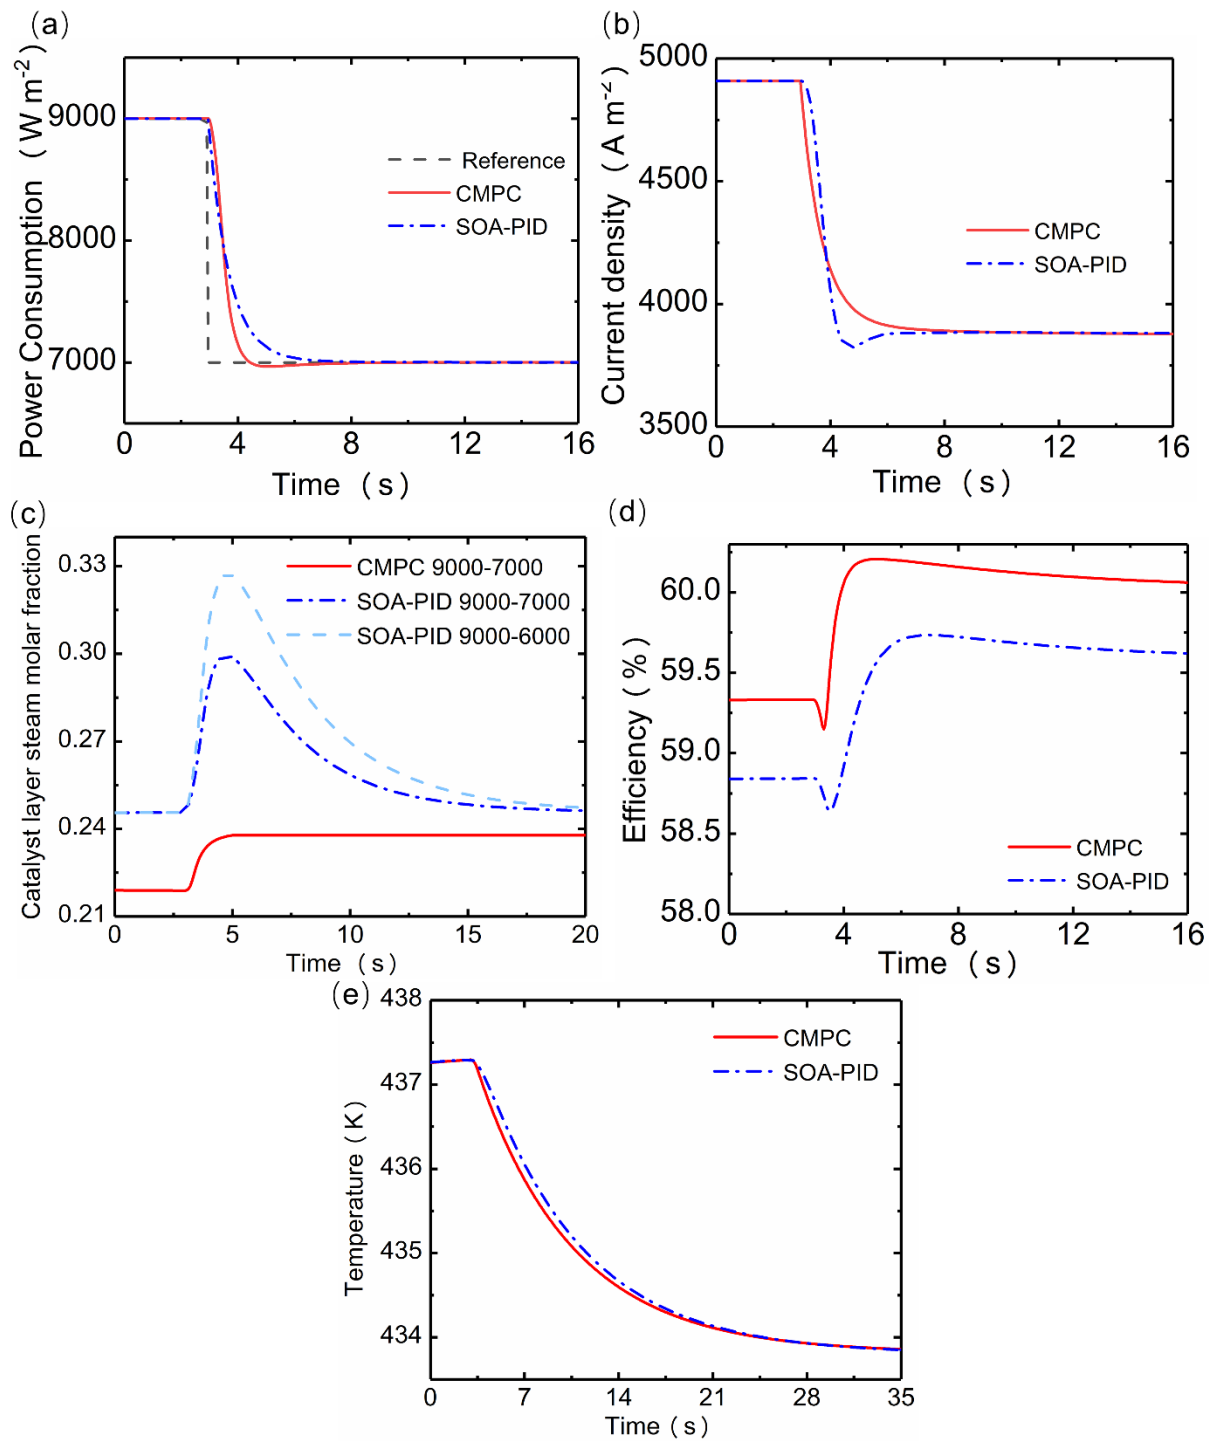 (a)
Power Consumption (W m-2)
9000
8000
7000
0 4 8 12 16
Time (s)
Reference
CMPC
SOA-PID
(b)
Current density (A m-2)
5000
4500
4000
3500
0 4 8 12 16
Time (s)
CMPC
SOA-PID
(c)
Catalyst layer steam molar fraction
0.33
0.30
0.27
0.24
0.21
0 5 10 15 20
Time (s)
CMPC 9000-7000
SOA-PID 9000-7000
SOA-PID 9000-6000
(d)
Efficiency (%)
60.0
59.5
59.0
58.5
58.0
0 4 8 12 16
Time (s)
CMPC
SOA-PID
(e)
Temperature (K)
438
437
436
435
434
0 7 14 21 28 35
Time (s)
CMPC
SOA-PID